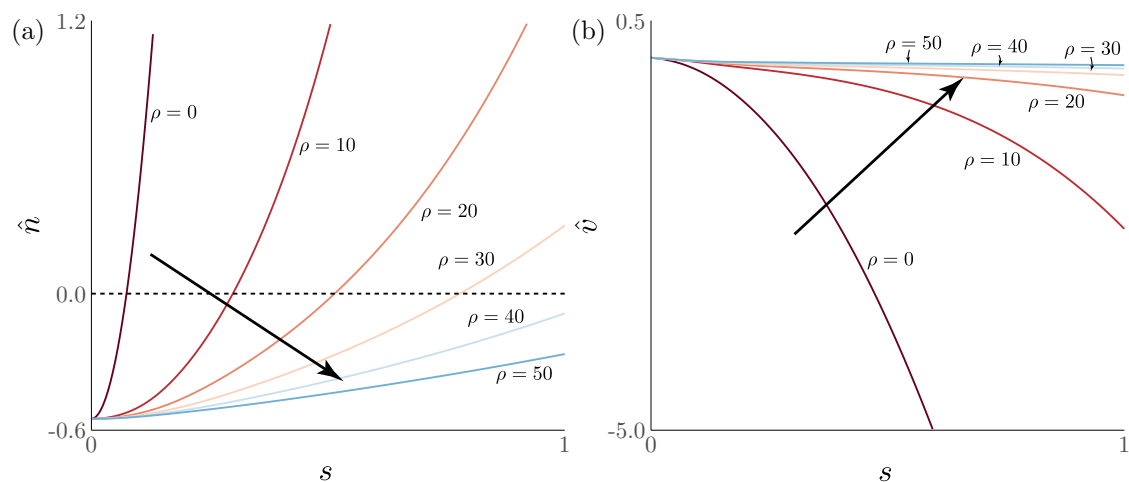 (a)
1.2
ρ = 0
ρ = 10
ρ = 20
n̂
ρ = 30
0.0
ρ = 40
ρ = 50
-0.6
0
1
s
(b)
0.5
ρ = 50
ρ = 40
ρ = 30
ρ = 20
ρ = 10
v̂
ρ = 0
-5.0
0
1
s